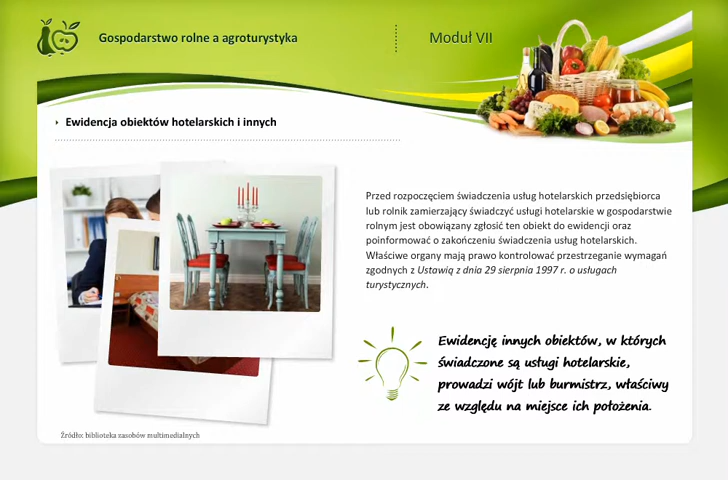 Gospodarstwo rolne a agroturystyka
Moduł VII
Ewidencja obiektów hotelarskich i innych
Przed rozpoczęciem świadczenia usług hotelarskich przedsiębiorca
lub rolnik zamierzający świadczyć usługi hotelarskie w gospodarstwie
rolnym jest obowiązany zgłosić ten obiekt do ewidencji oraz
poinformować o zakończeniu świadczenia usług hotelarskich.
Właściwe organy mają prawo kontrolować przestrzeganie wymagań
zgodnych z Ustawią z dnia 29 sierpnia 1997 r. o usługach
turystycznych.
Ewidencję innych obiektów, w których
świadczone są usługi hotelarskie,
prowadzi wójt lub burmistrz, właściwy
ze względu na miejsce ich położenia.
Źródło: biblioteka zasobów multimedialnych